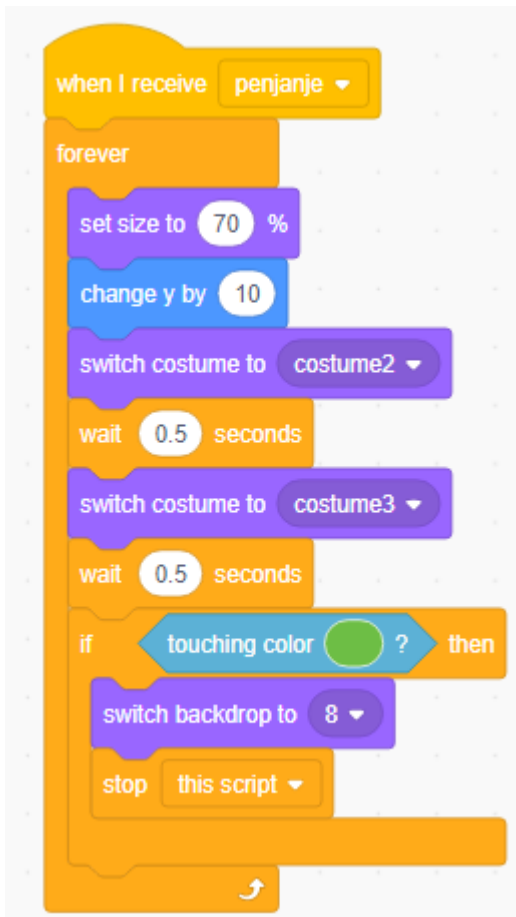 when I receive penjanje
forever
set size to 70 %
change y by 10
switch costume to costume2
wait 0.5 seconds
switch costume to costume3
wait 0.5 seconds
if touching color ? then
switch backdrop to 8
stop this script